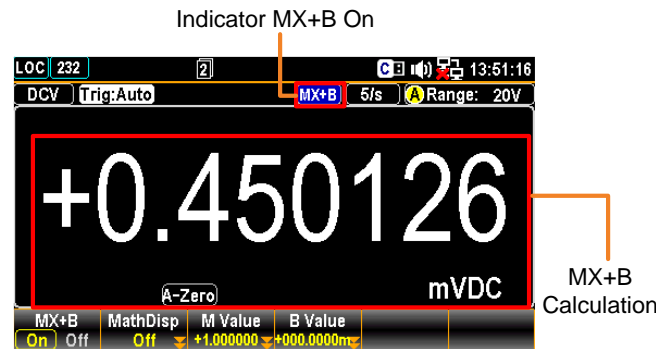 Indicator MX+B On
LOC 232 2 C 13:51:16
DCV Trig:Auto MX+B 5/s A Range: 20V
+0.450126
A-Zero mVDC
MX+B
Calculation
MX+B MathDisp M Value B Value
On Off Off +1.000000 +000.0000m